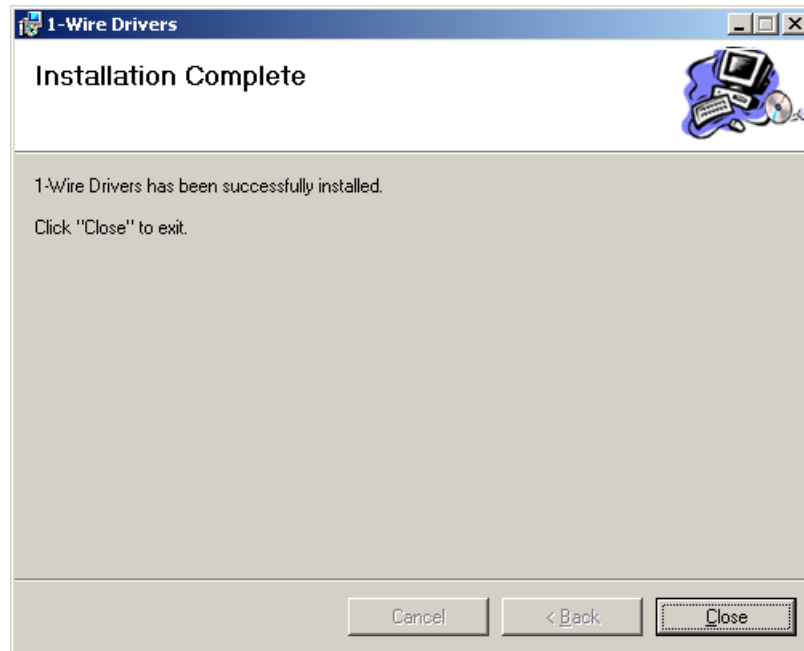 1-Wire Drivers
Installation Complete
1-Wire Drivers has been successfully installed.
Click "Close" to exit.
Cancel
< Back
Close